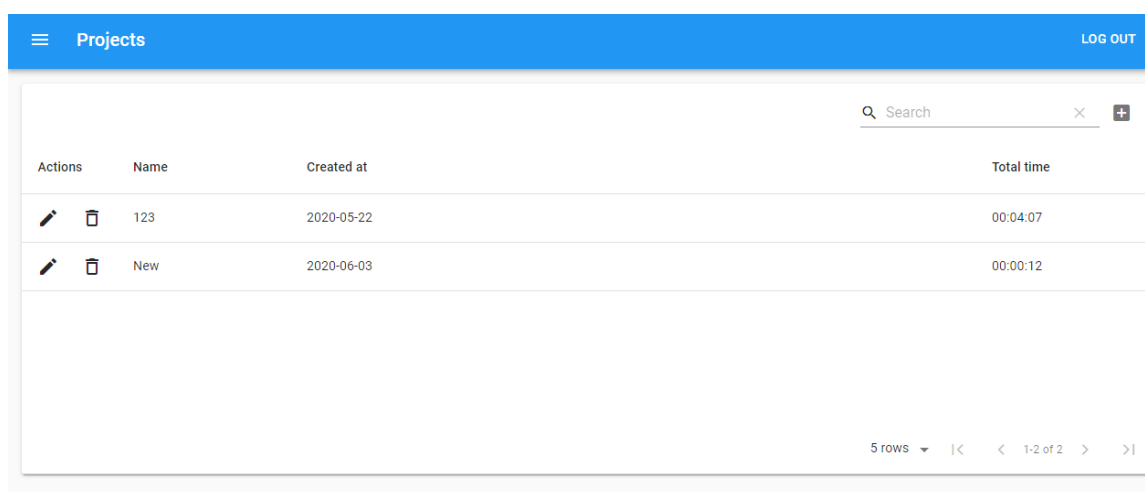 Projects LOG OUT
Search
Actions Name Created at Total time
123 2020-05-22 00:04:07
New 2020-06-03 00:00:12
5 rows 1-2 of 2